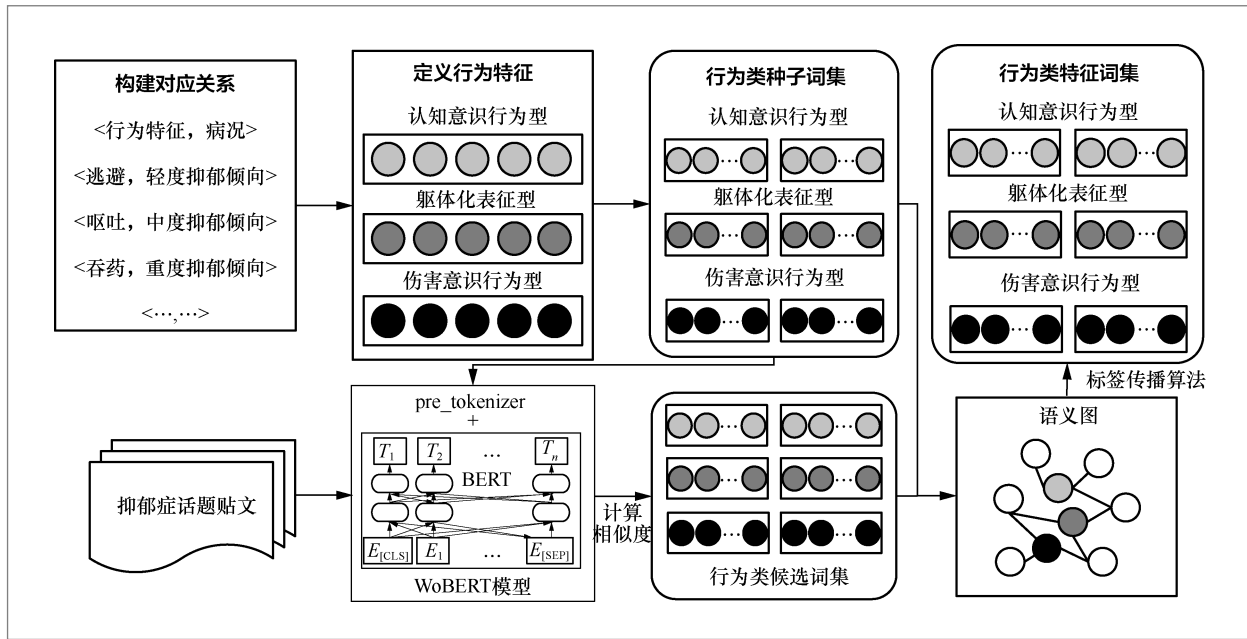 构建对应关系
<行为特征，病况>
<逃避，轻度抑郁倾向>
<呕吐，中度抑郁倾向>
<吞药，重度抑郁倾向>
<…,…>
定义行为特征
认知意识行为型
躯体化表征型
伤害意识行为型
行为类种子词集
认知意识行为型
… …
躯体化表征型
… …
伤害意识行为型
… …
行为类特征词集
认知意识行为型
… …
躯体化表征型
… …
伤害意识行为型
… …
抑郁症话题贴文
pre_tokenizer
+
T1 T2 … Tn
BERT
E[CLS] E1 … E[SEP]
WoBERT模型
计算
相似度
… …
… …
… …
行为类候选词集
标签传播算法
语义图